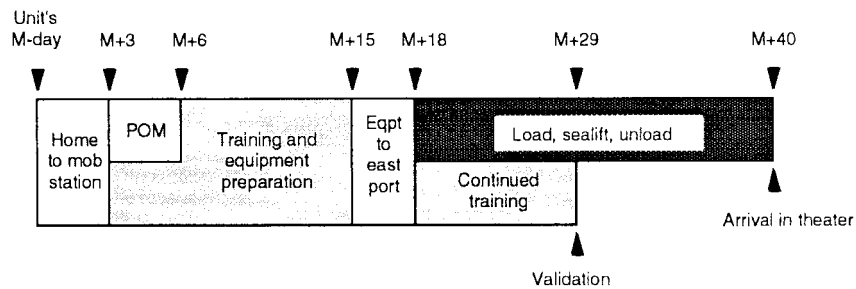 Unit's
M-day
M+3
M+6
M+15
M+18
M+29
M+40
Home
to mob
station
POM
Training and
equipment
preparation
Eqpt
to
east
port
Load, sealift, unload
Continued
training
Arrival in theater
Validation